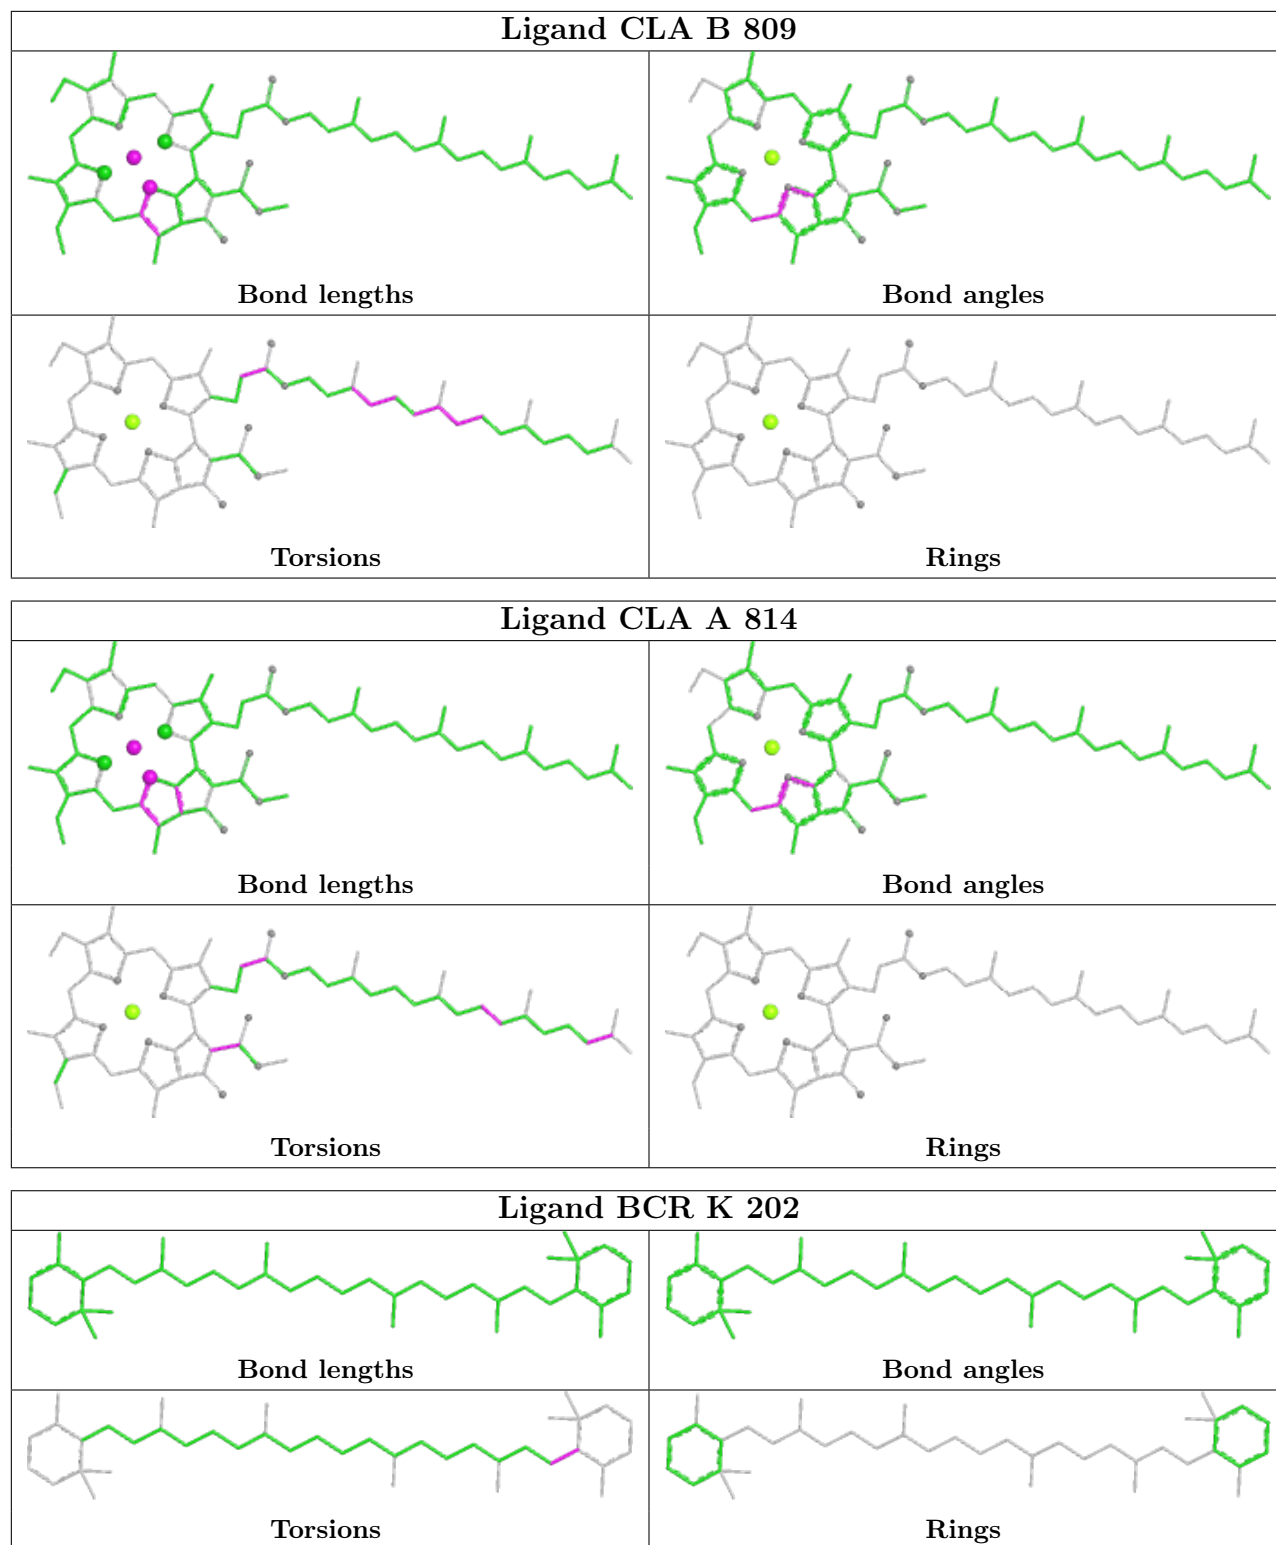 Ligand CLA B 809
Bond lengths
Bond angles
Torsions
Rings
Ligand CLA A 814
Bond lengths
Bond angles
Torsions
Rings
Ligand BCR K 202
Bond lengths
Bond angles
Torsions
Rings